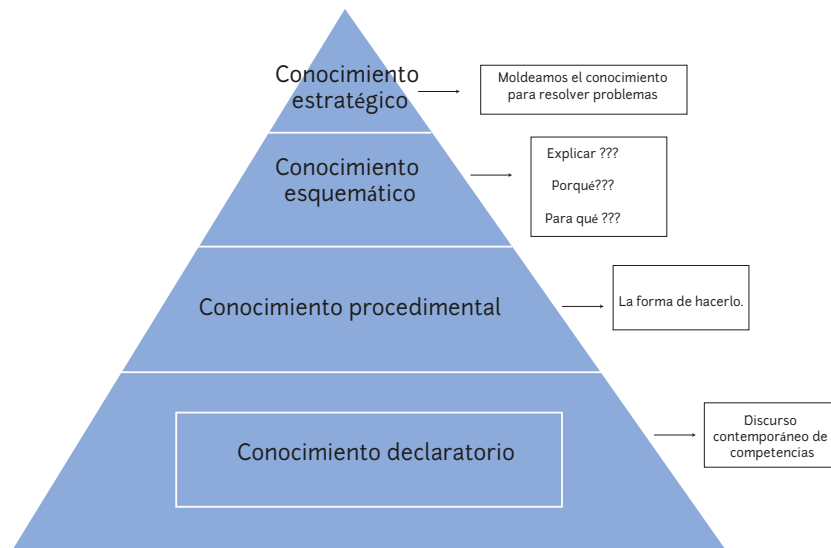 Conocimiento
estratégico
Moldeamos el conocimiento
para resolver problemas
Conocimiento
esquemático
Explicar ???
Porqué???
Para qué ???
Conocimiento procedimental
La forma de hacerlo.
Conocimiento declaratorio
Discurso
contemporáneo de
competencias